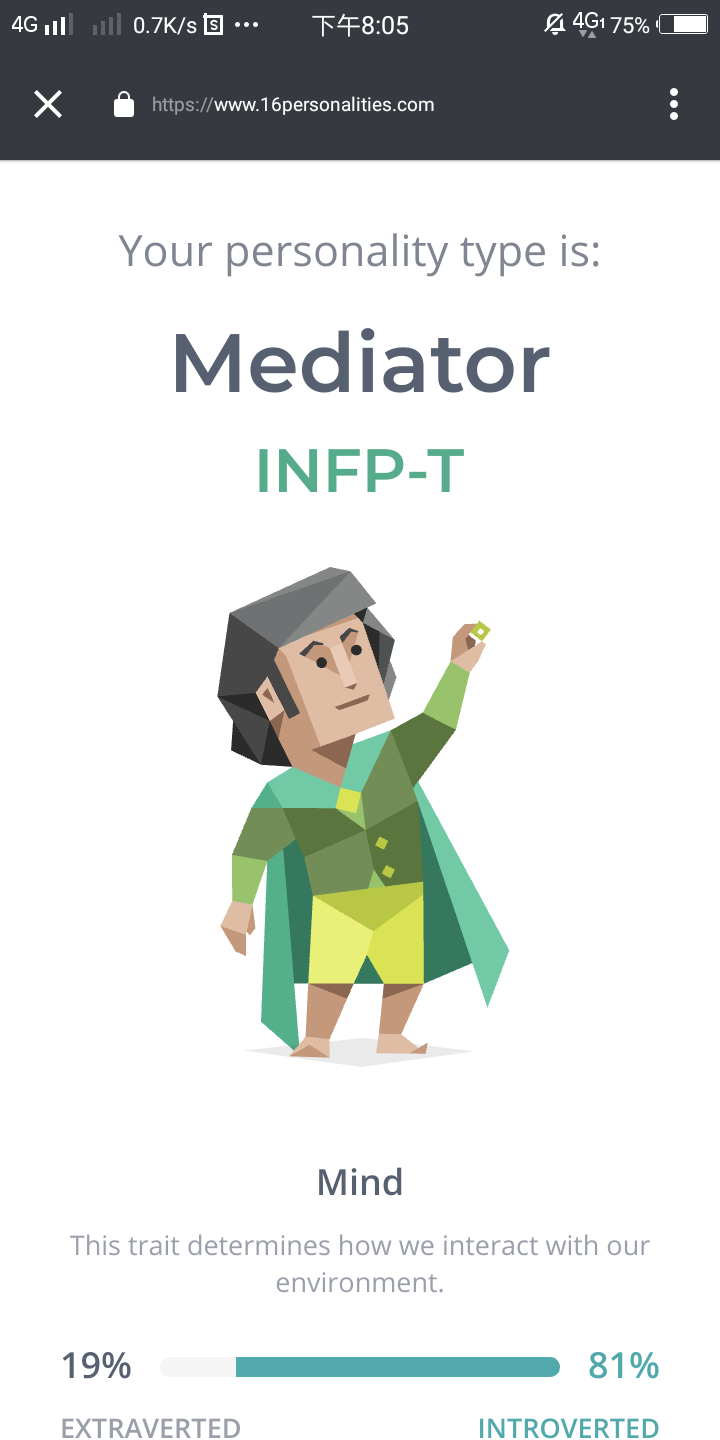 4G 0.7K/s S ··· 下午8:05 4G1 75%
https://www.16personalities.com
Your personality type is:
Mediator
INFP-T
Mind
This trait determines how we interact with our
environment.
19% 81%
EXTRAVERTED INTROVERTED